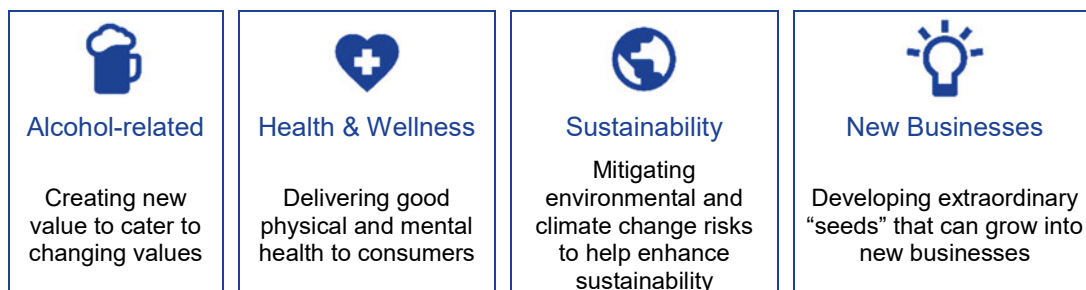 Alcohol-related
Creating new
value to cater to
changing values
Health & Wellness
Delivering good
physical and mental
health to consumers
Sustainability
Mitigating
environmental and
climate change risks
to help enhance
sustainability
New Businesses
Developing extraordinary
“seeds” that can grow into
new businesses